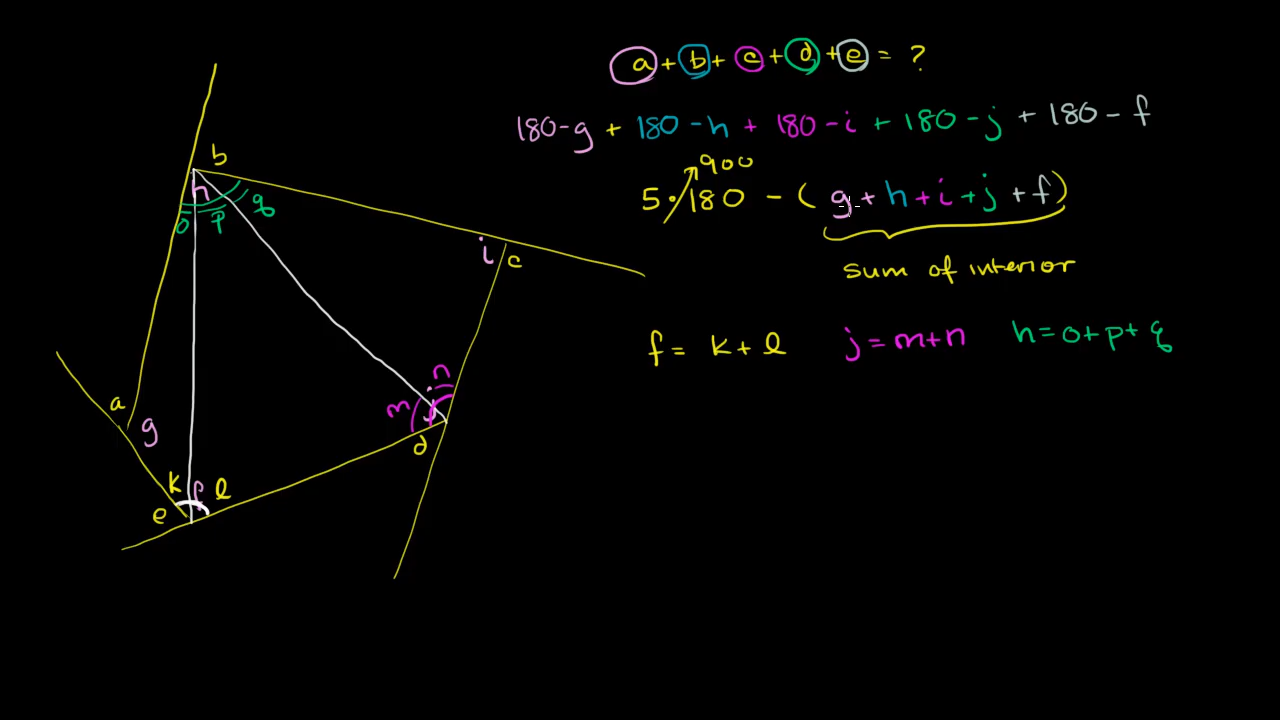 a + b + c + d + e = ?
180-g + 180-h + 180-i + 180-j + 180-f
900
5·180 - (g+h+i+j+f)
sum of interior
f = k+l j=m+n h=o+p+q
b
h
o p q
i c
n
a
m j
g
d
k f l
e